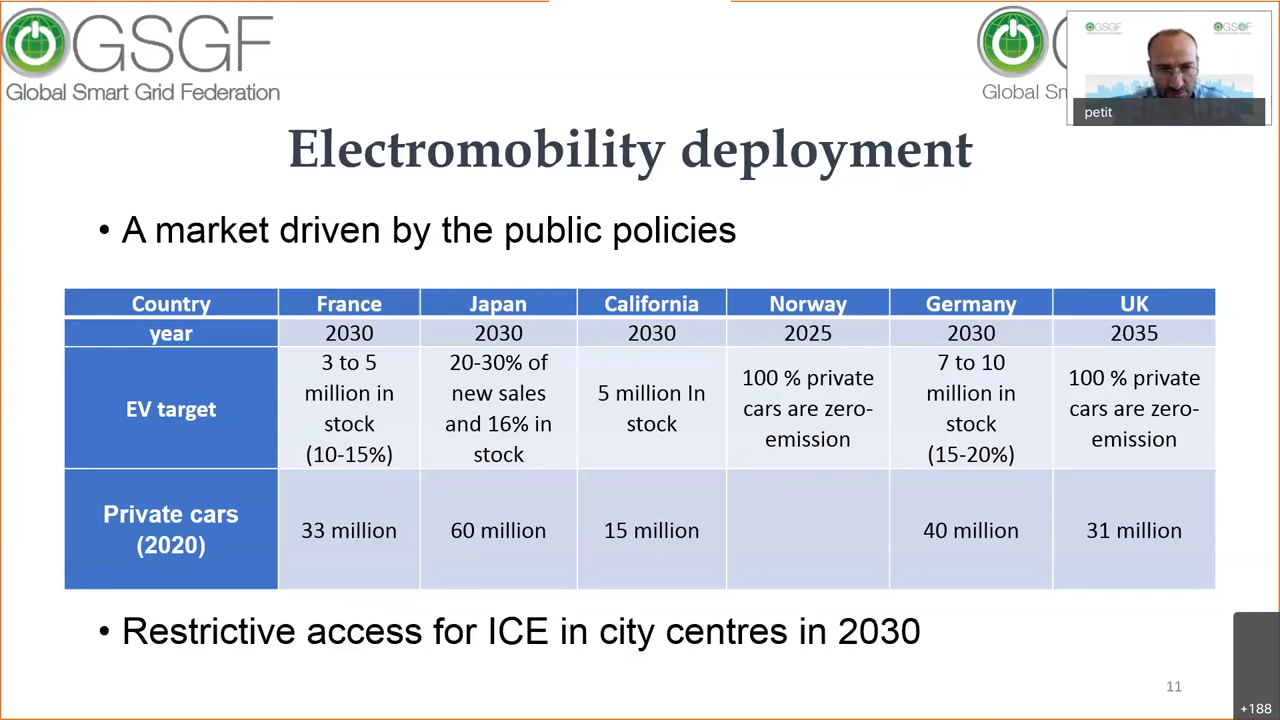 GSGF
Global Smart Grid Federation
Global Sm
GSGF
petit
Electromobility deployment
• A market driven by the public policies
Country France Japan California Norway Germany UK
year 2030 2030 2030 2025 2030 2035
EV target
3 to 5
million in
stock
(10-15%)
20-30% of
new sales
and 16% in
stock
5 million In
stock
100 % private
cars are zero-
emission
7 to 10
million in
stock
(15-20%)
100 % private
cars are zero-
emission
Private cars
(2020)
33 million
60 million
15 million
40 million
31 million
• Restrictive access for ICE in city centres in 2030
11
+188